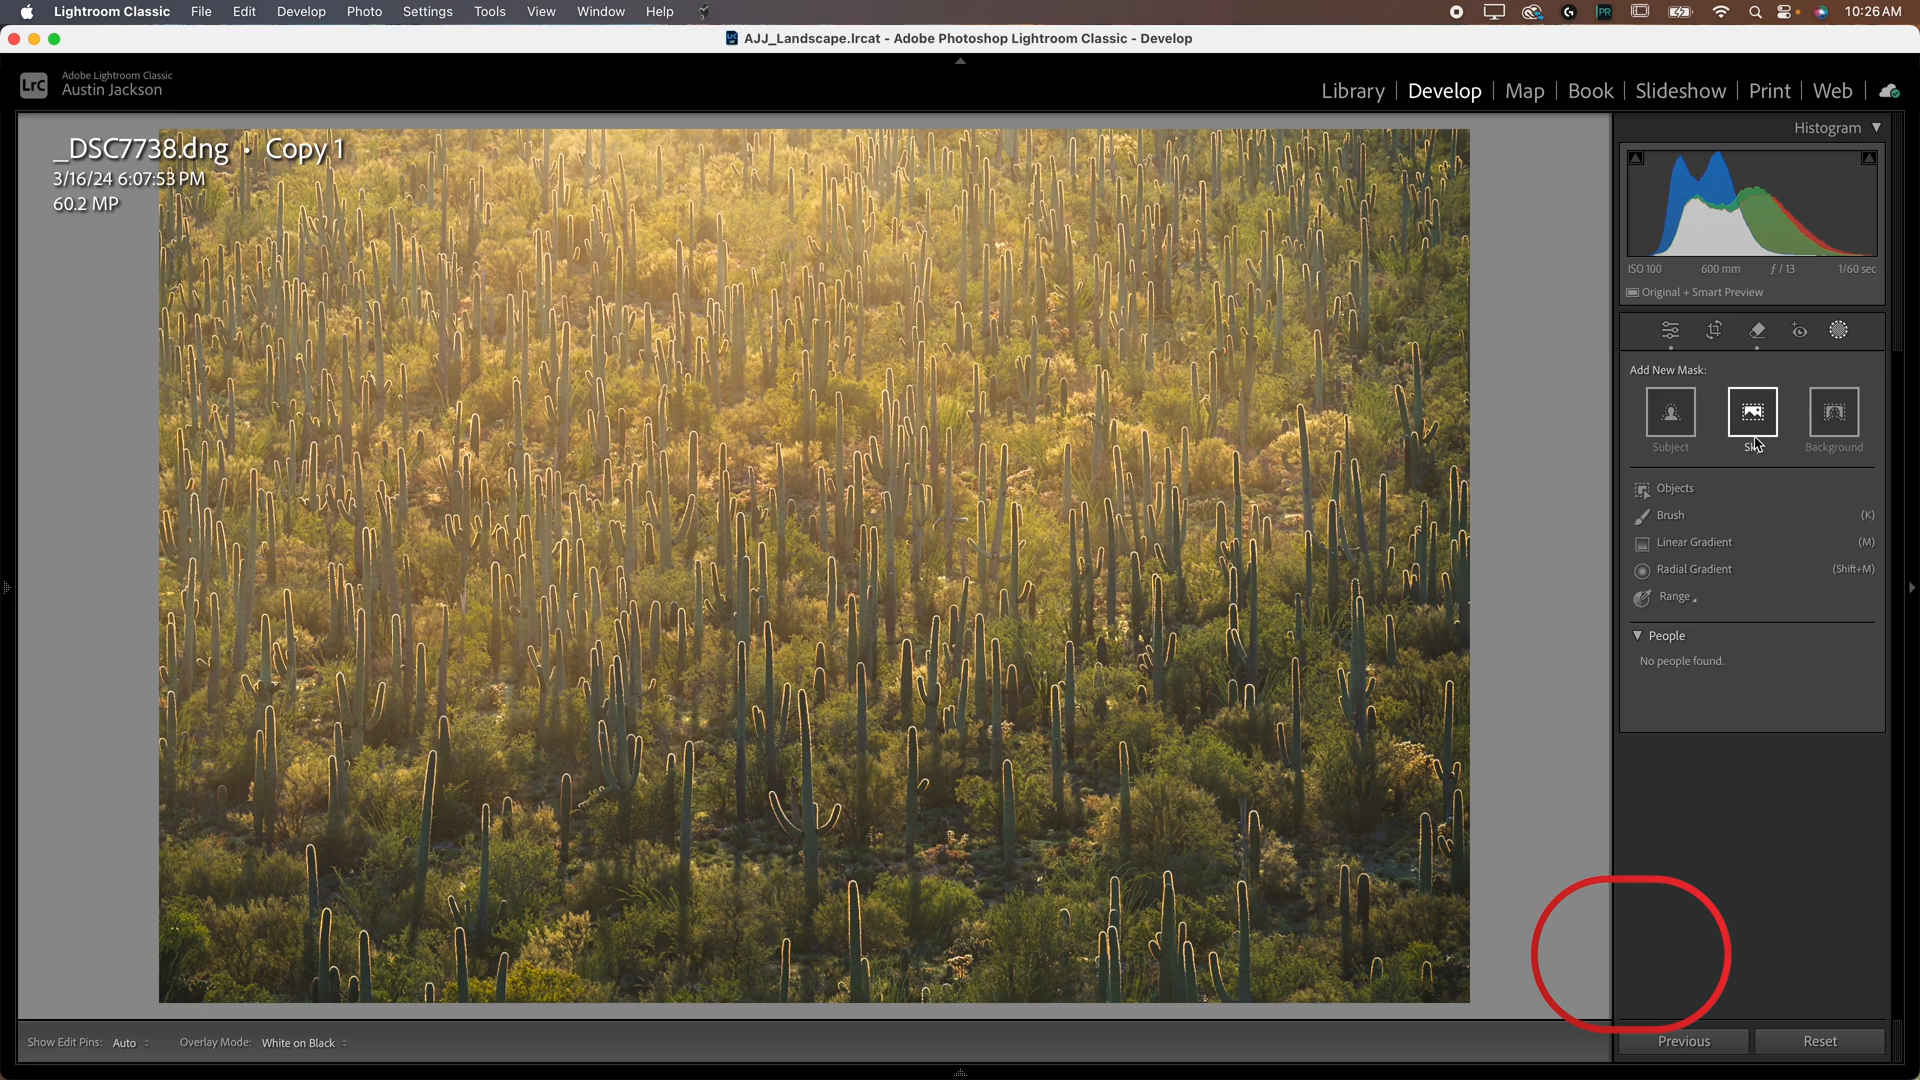 Lightroom Classic File Edit Develop Photo Settings Tools View Window Help PR 10:26 AM
LrC AJJ_Landscape.lrcat - Adobe Photoshop Lightroom Classic - Develop
LrC
Adobe Lightroom Classic
Austin Jackson
Library Develop Map Book Slideshow Print Web
_DSC7738.dng • Copy 1
3/16/24 6:07:53 PM
60.2 MP
Histogram
ISO 100 600 mm ƒ / 13 1/60 sec
Original + Smart Preview
Add New Mask:
Subject Background
Objects
Brush (K)
Linear Gradient (M)
Radial Gradient (Shift+M)
Range
People
No people found.
Show Edit Pins: Auto Overlay Mode: White on Black
Previous Reset